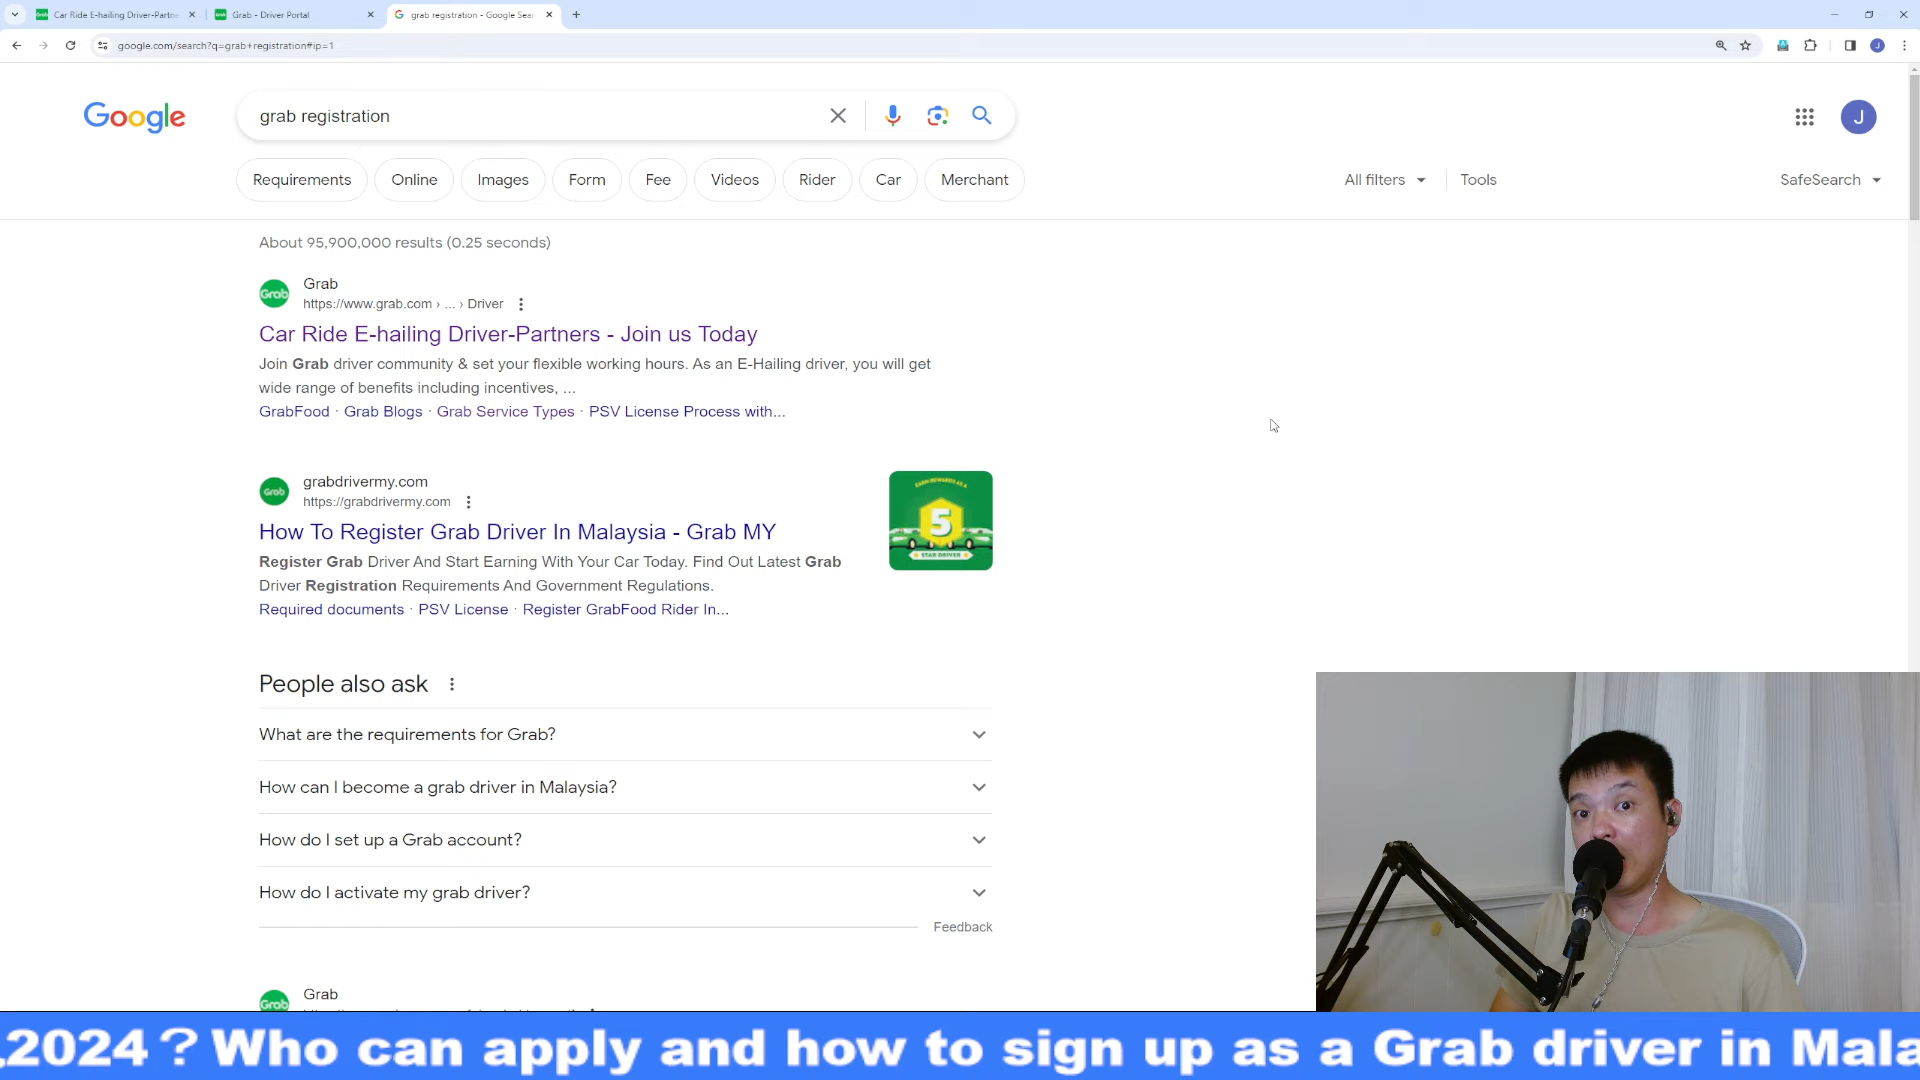 Car Ride E-hailing Driver-Partne
Grab - Driver Portal
grab registration - Google Sear
google.com/search?q=grab+registration#ip=1
J
Google
grab registration
J
Requirements
Online
Images
Form
Fee
Videos
Rider
Car
Merchant
All filters
Tools
SafeSearch
About 95,900,000 results (0.25 seconds)
Grab
Grab
https://www.grab.com › ... › Driver
Car Ride E-hailing Driver-Partners - Join us Today
Join Grab driver community & set your flexible working hours. As an E-Hailing driver, you will get
wide range of benefits including incentives, ...
GrabFood · Grab Blogs · Grab Service Types · PSV License Process with...
Grab
grabdrivermy.com
https://grabdrivermy.com
How To Register Grab Driver In Malaysia - Grab MY
Register Grab Driver And Start Earning With Your Car Today. Find Out Latest Grab
Driver Registration Requirements And Government Regulations.
Required documents · PSV License · Register GrabFood Rider In...
EARN REWARDS AS A
5
STAR DRIVER
People also ask
What are the requirements for Grab?
How can I become a grab driver in Malaysia?
How do I set up a Grab account?
How do I activate my grab driver?
Feedback
Grab
Grab
,2024？Who can apply and how to sign up as a Grab driver in Mala